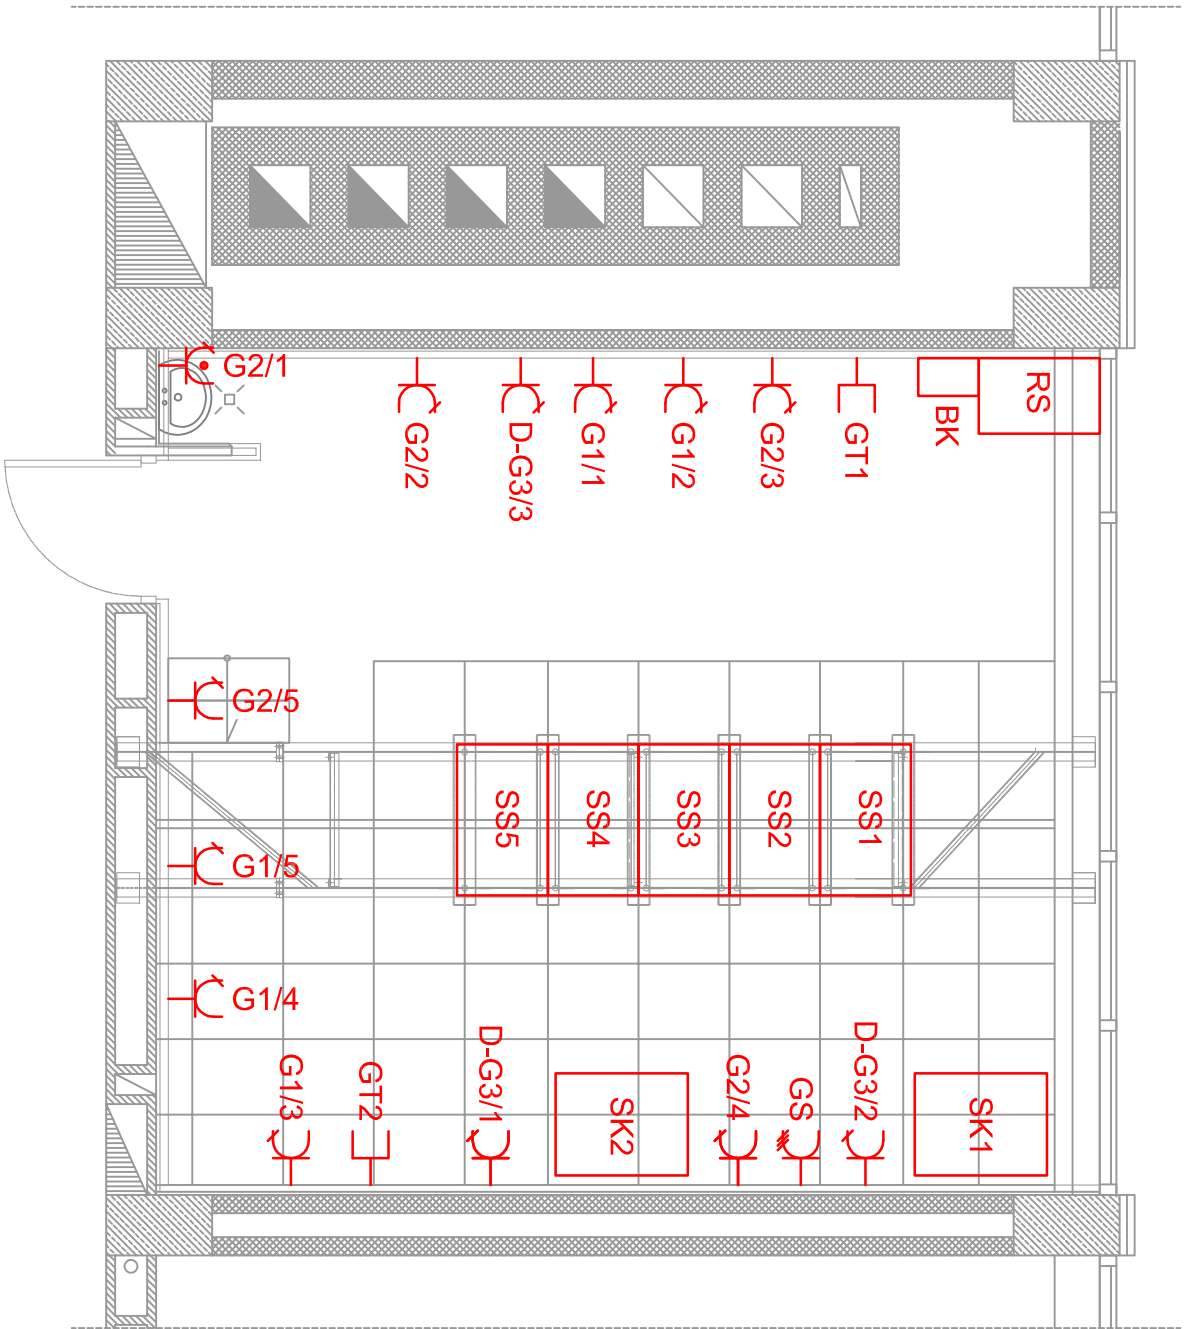 G2/1
G2/2
D-G3/3
G1/1
G1/2
G2/3
GT1
BK
RS
G2/5
SS5
SS4
SS3
SS2
SS1
G1/5
G1/4
G1/3
GT2
D-G3/1
SK2
G2/4
GS
D-G3/2
SK1